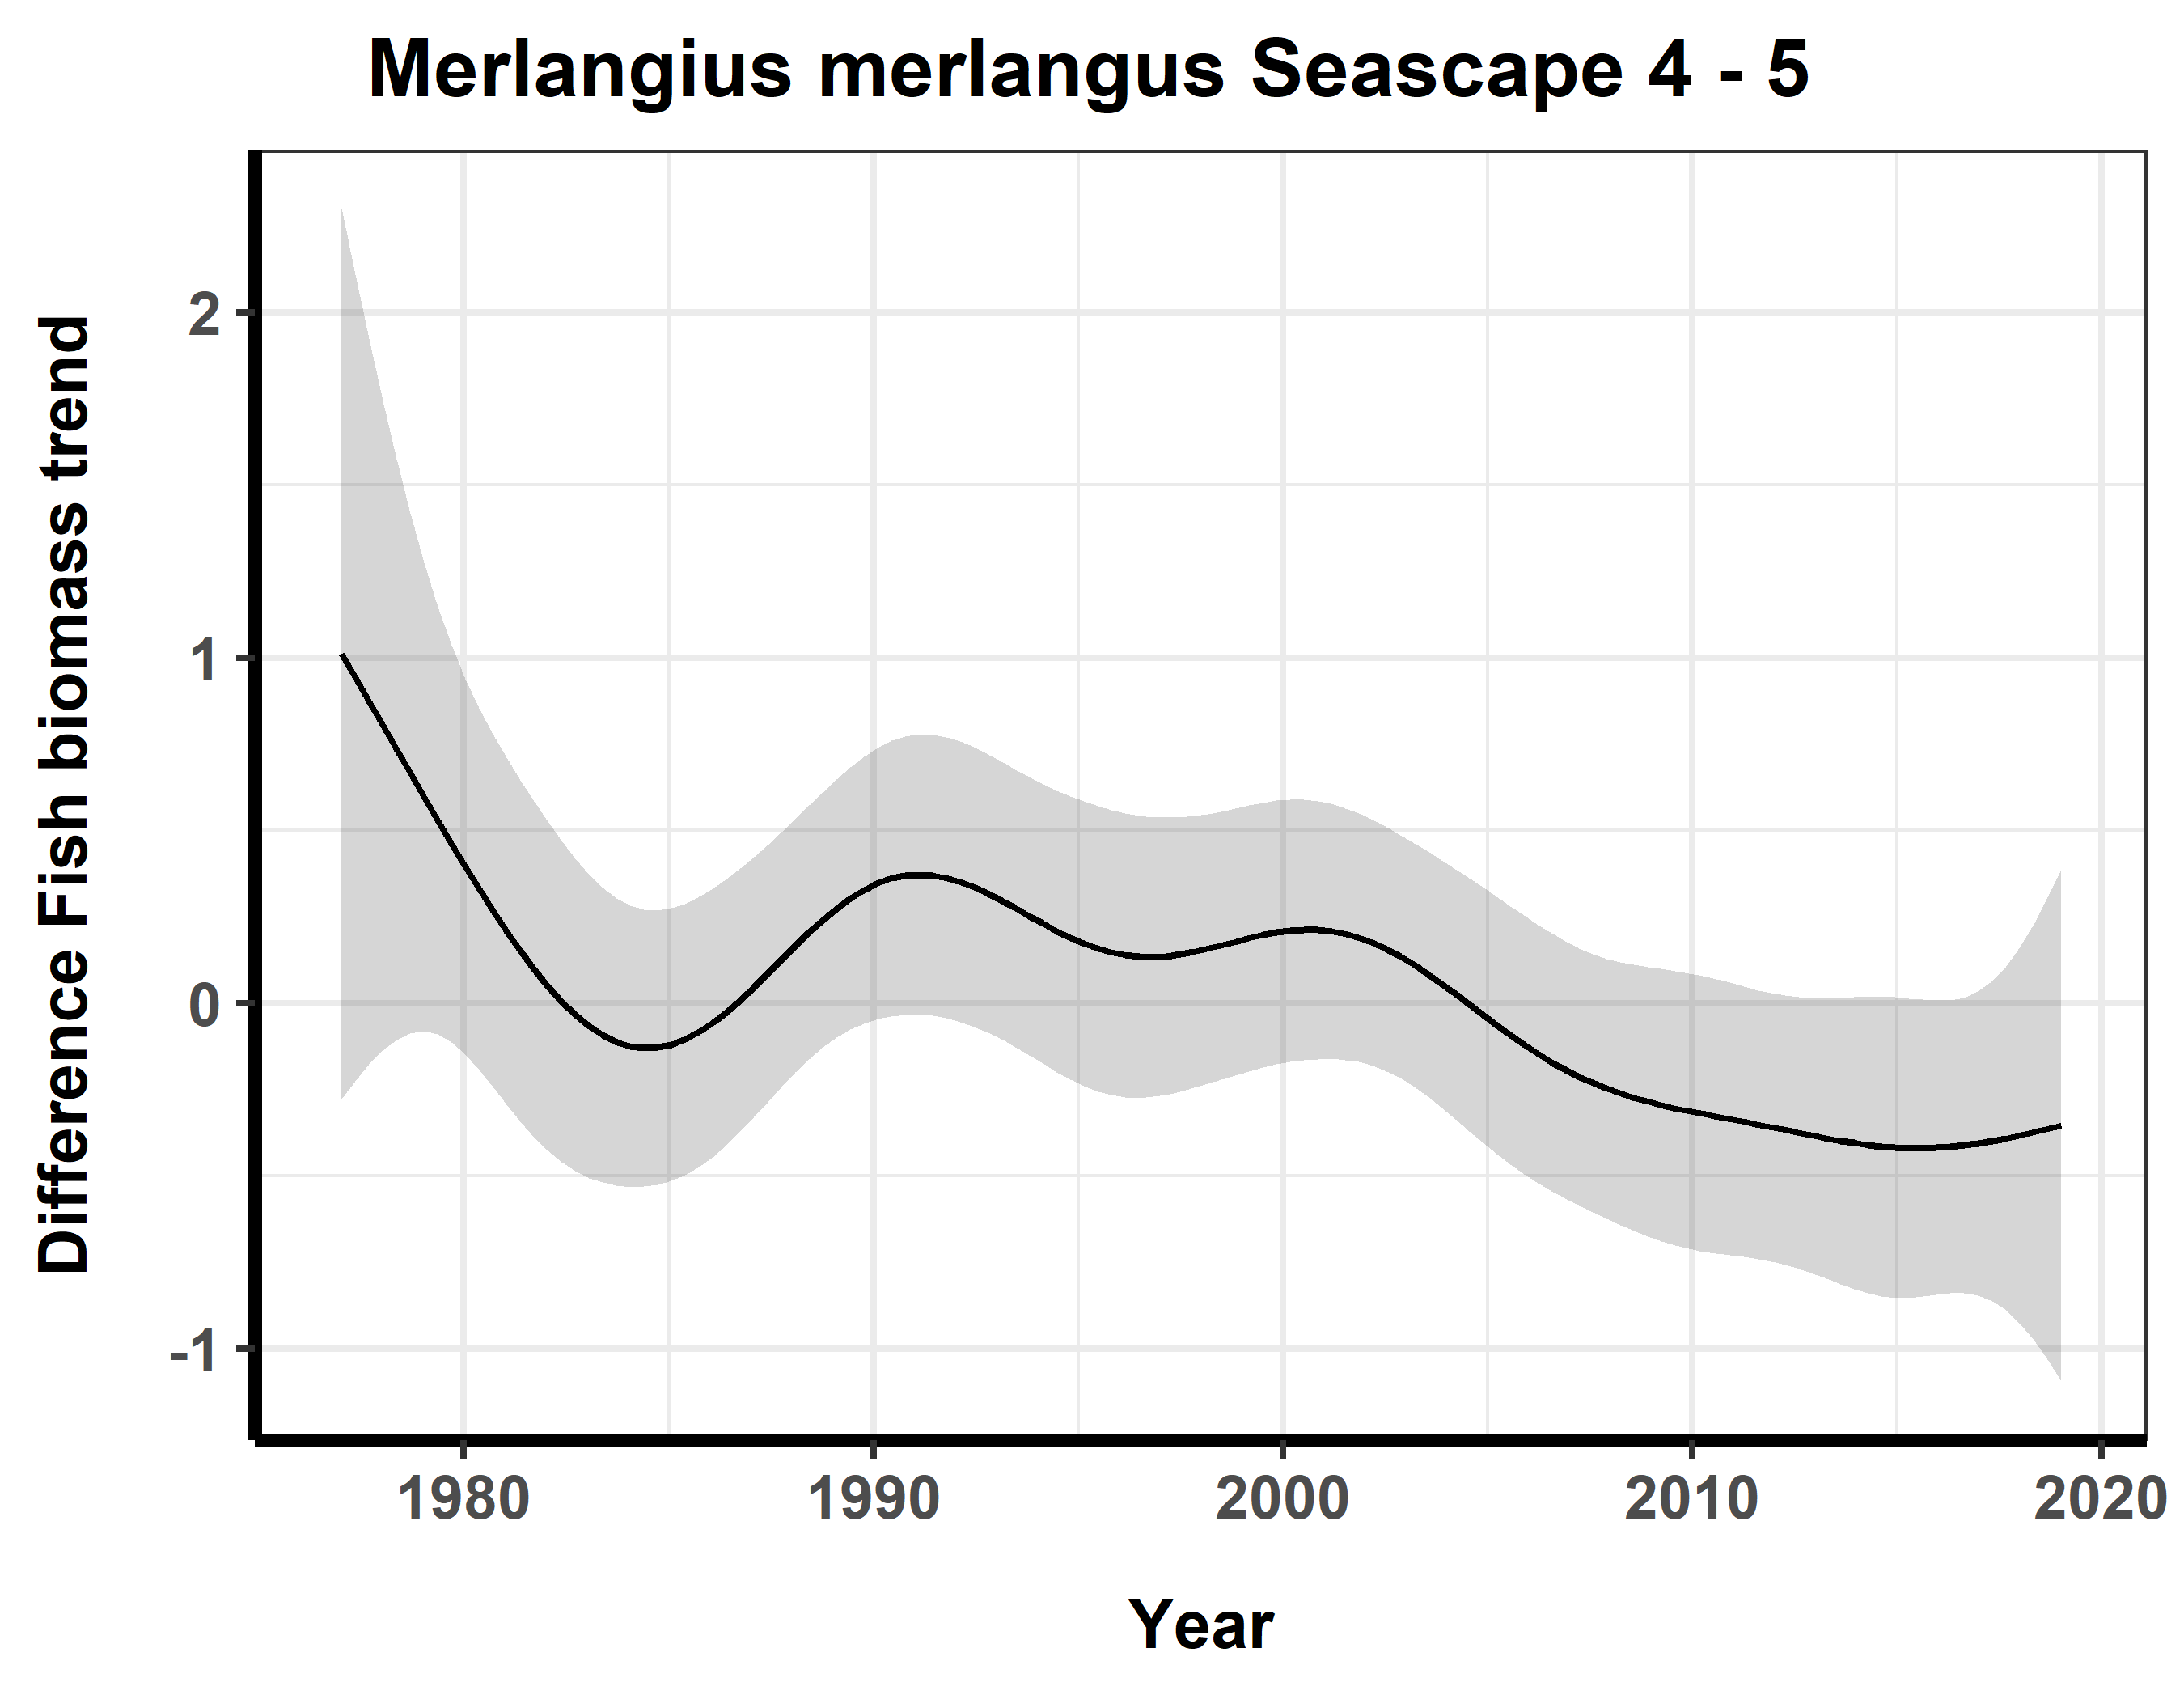 Merlangius merlangus Seascape 4 - 5
Difference Fish biomass trend
2
1
0
-1
1980 1990 2000 2010 2020
Year